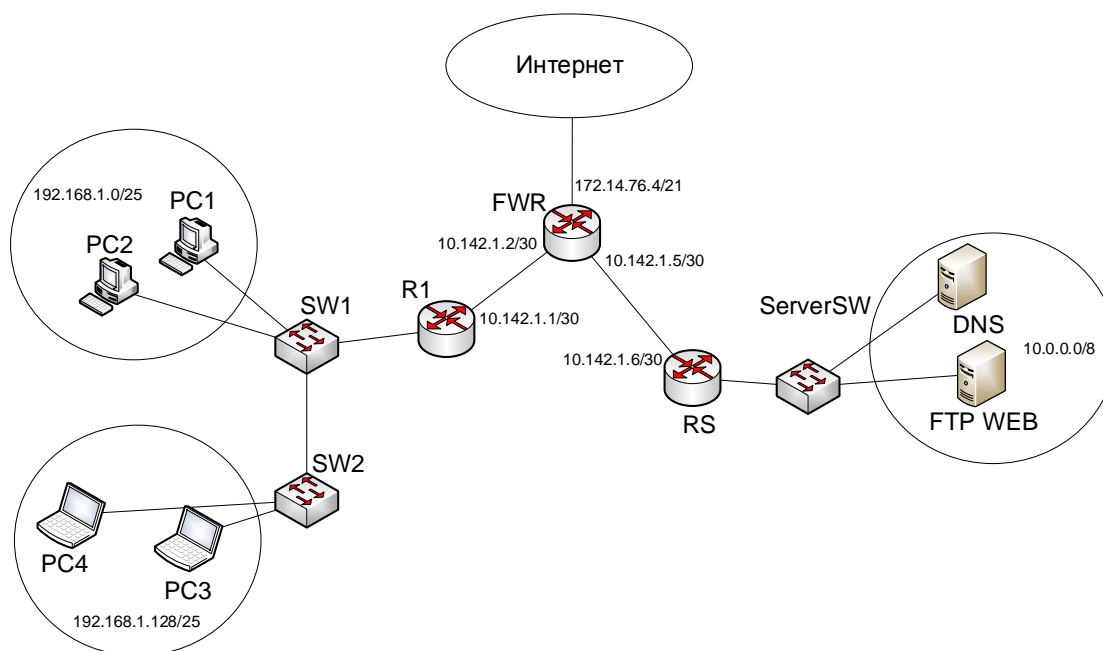 Интернет
172.14.76.4/21
FWR
192.168.1.0/25
PC1
PC2
10.142.1.2/30
10.142.1.5/30
R1
SW1
10.142.1.1/30
ServerSW
DNS
10.0.0.0/8
10.142.1.6/30
FTP WEB
RS
SW2
PC4
PC3
192.168.1.128/25